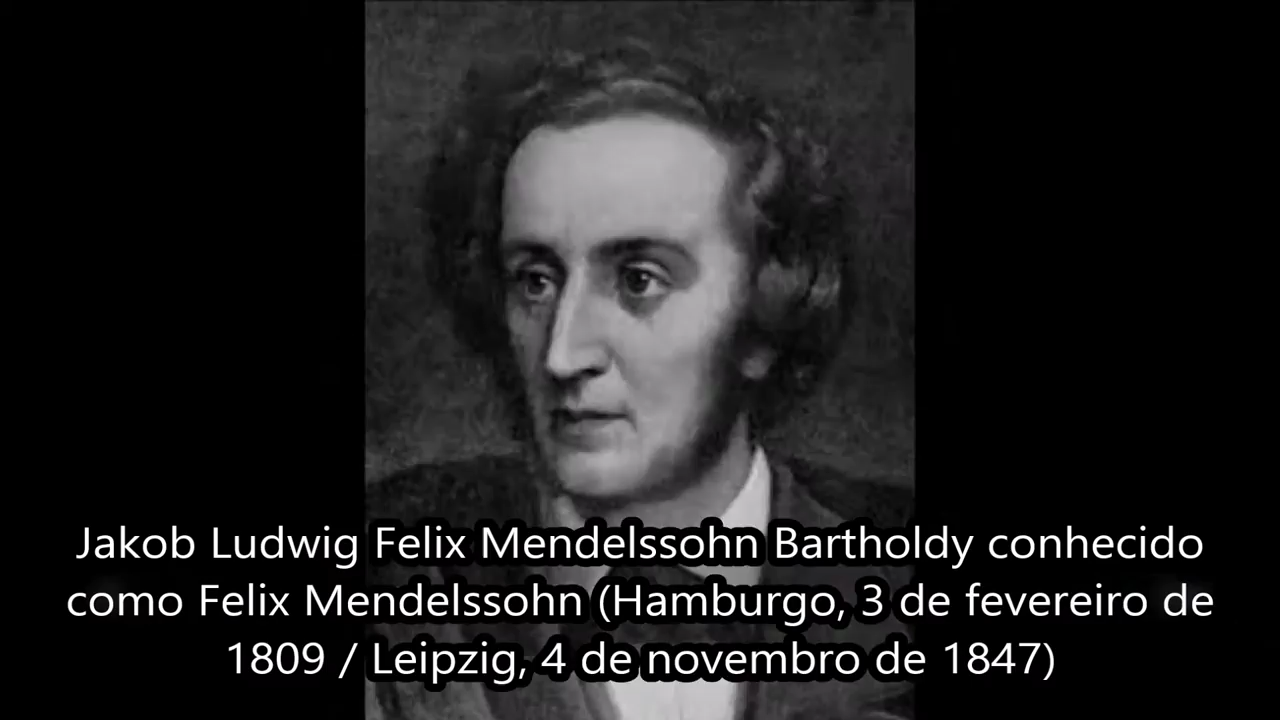 Jakob Ludwig Felix Mendelssohn Bartholdy conhecido
como Felix Mendelssohn (Hamburgo, 3 de fevereiro de
1809 / Leipzig, 4 de novembro de 1847)